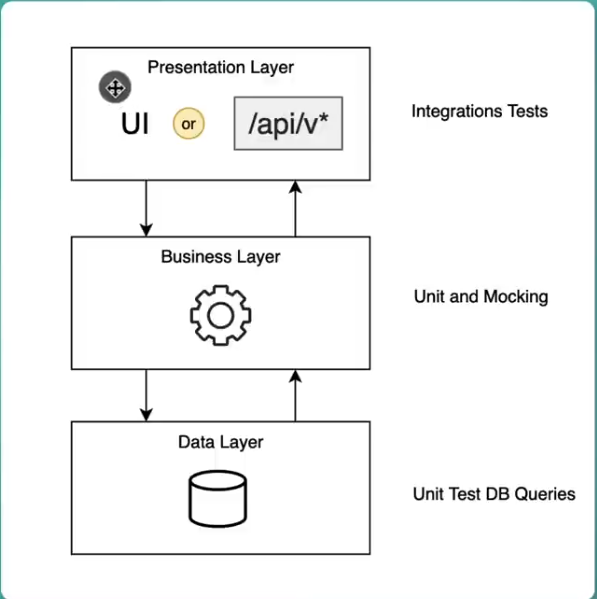 Presentation Layer
UI or /api/v*
Integrations Tests
Business Layer
Unit and Mocking
Data Layer
Unit Test DB Queries